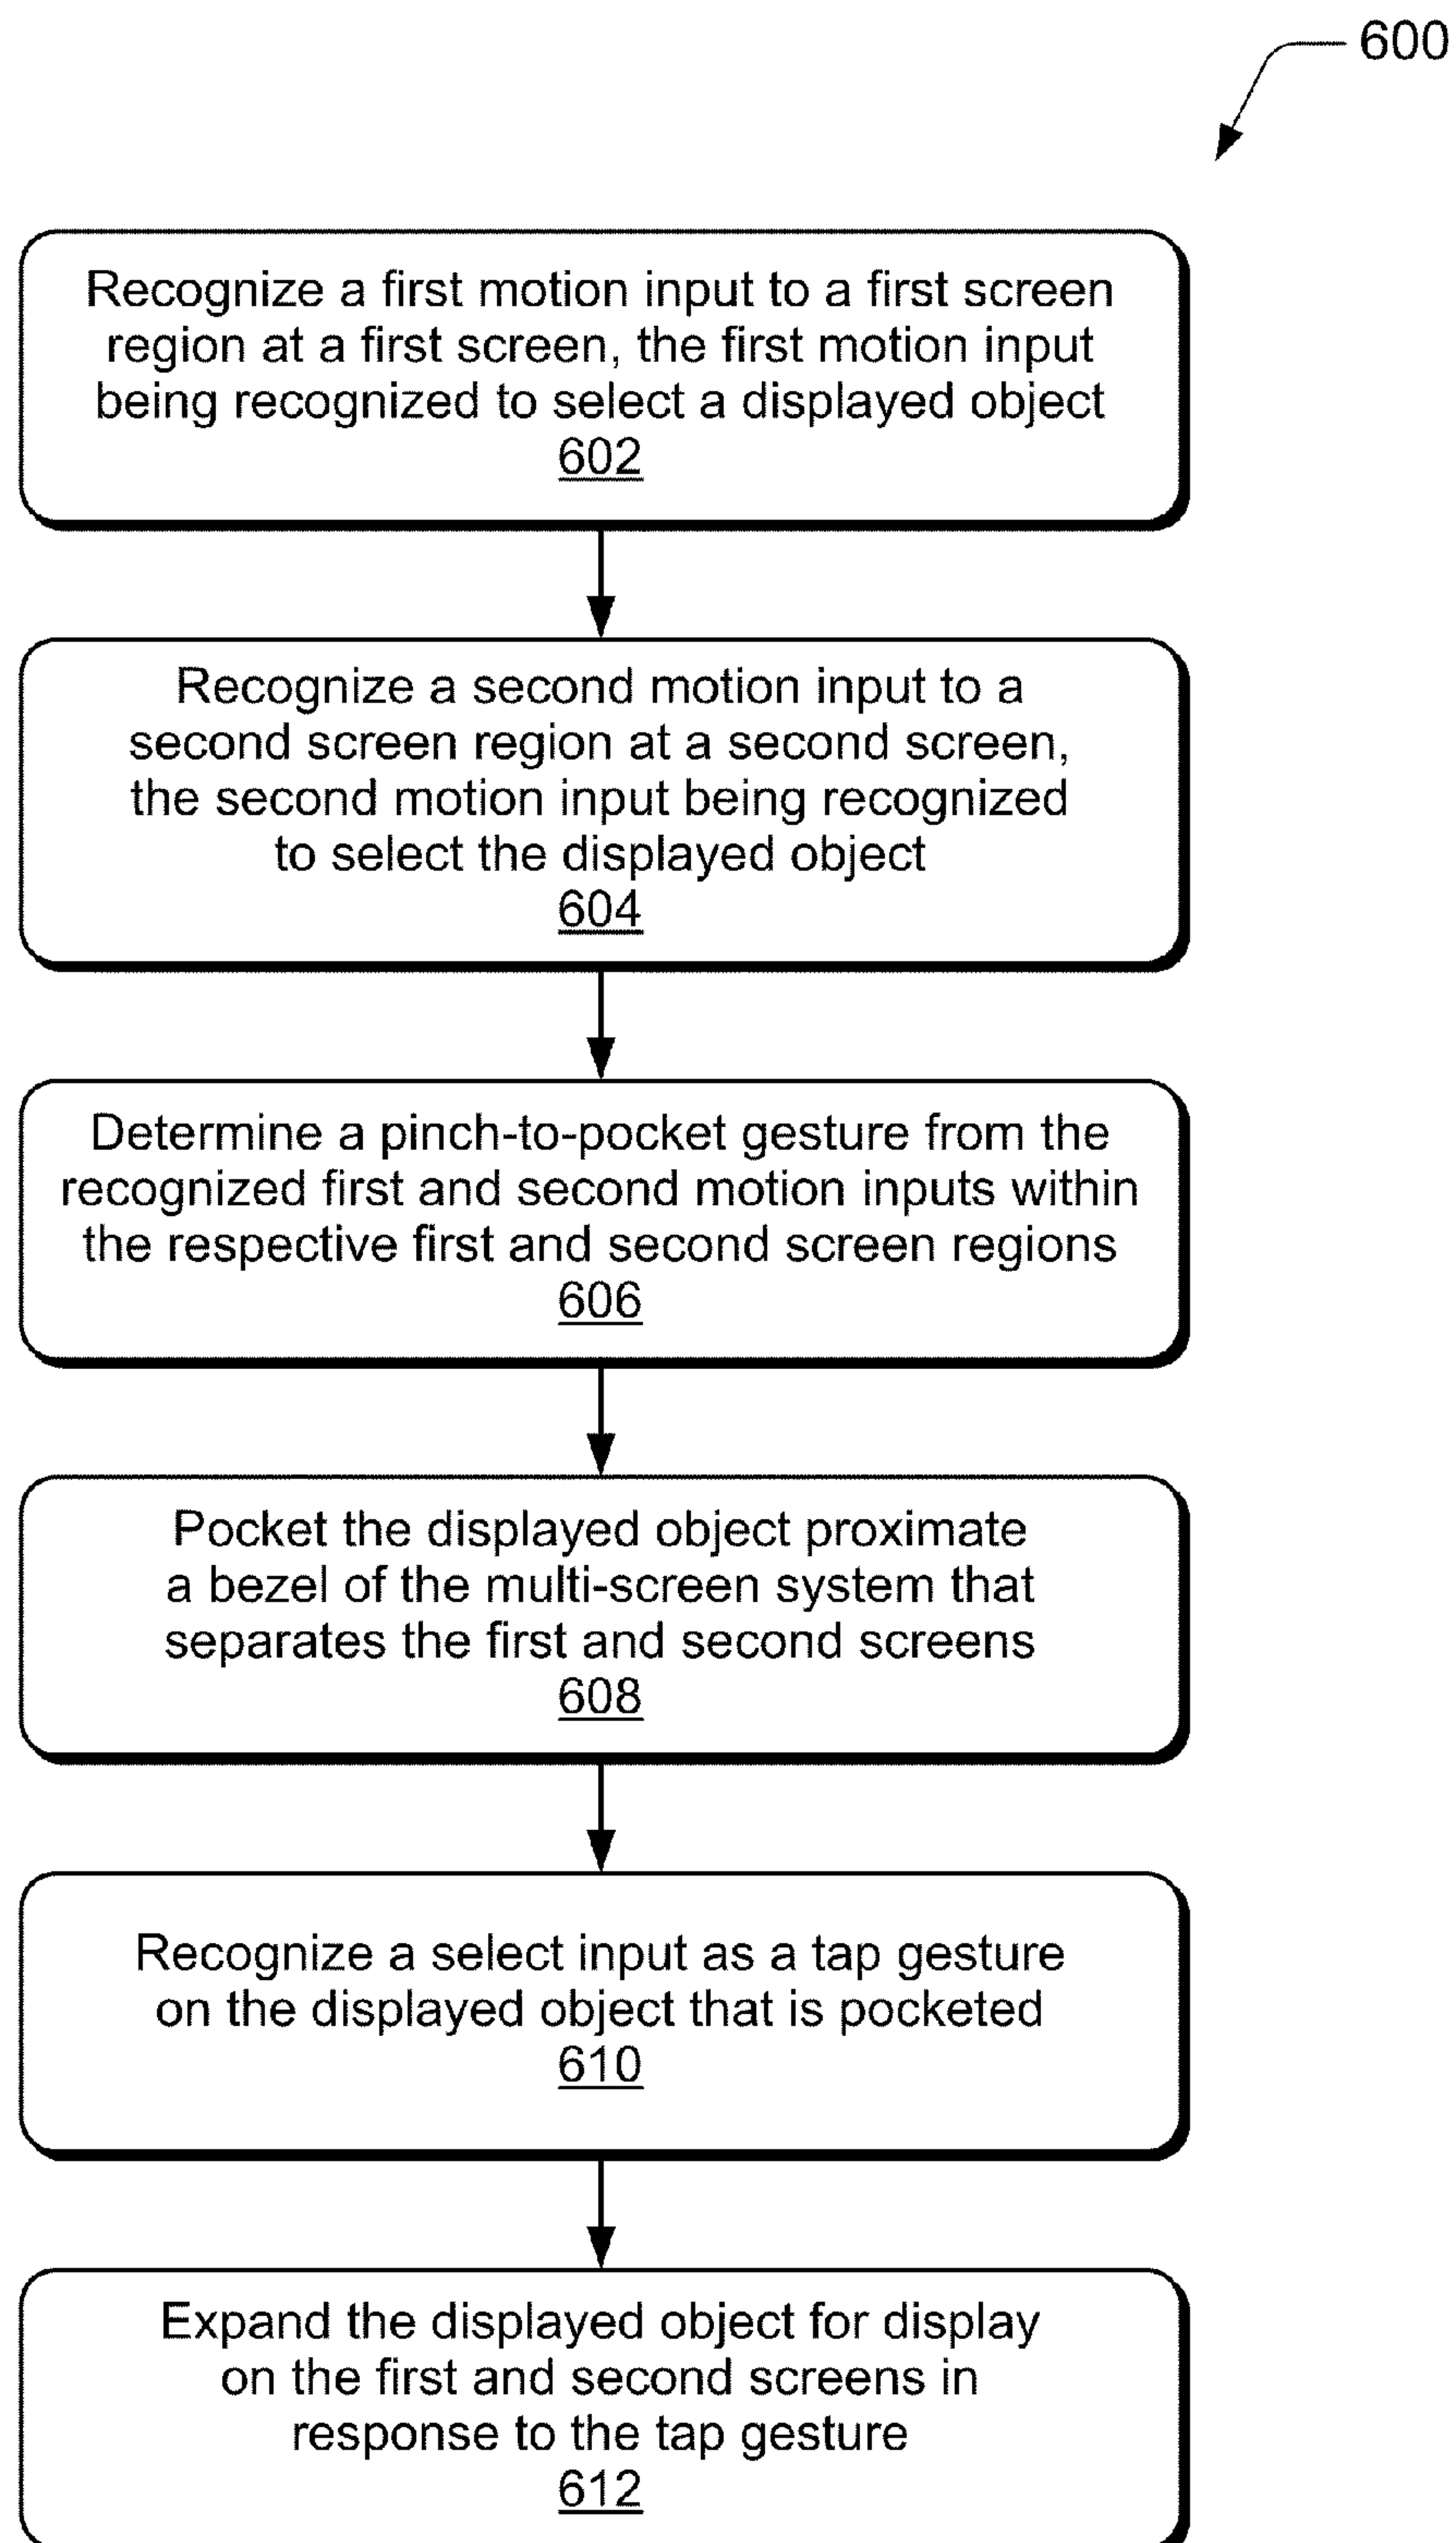 600
Recognize a first motion input to a first screen
region at a first screen, the first motion input
being recognized to select a displayed object
602
Recognize a second motion input to a
second screen region at a second screen,
the second motion input being recognized
to select the displayed object
604
Determine a pinch-to-pocket gesture from the
recognized first and second motion inputs within
the respective first and second screen regions
606
Pocket the displayed object proximate
a bezel of the multi-screen system that
separates the first and second screens
608
Recognize a select input as a tap gesture
on the displayed object that is pocketed
610
Expand the displayed object for display
on the first and second screens in
response to the tap gesture
612